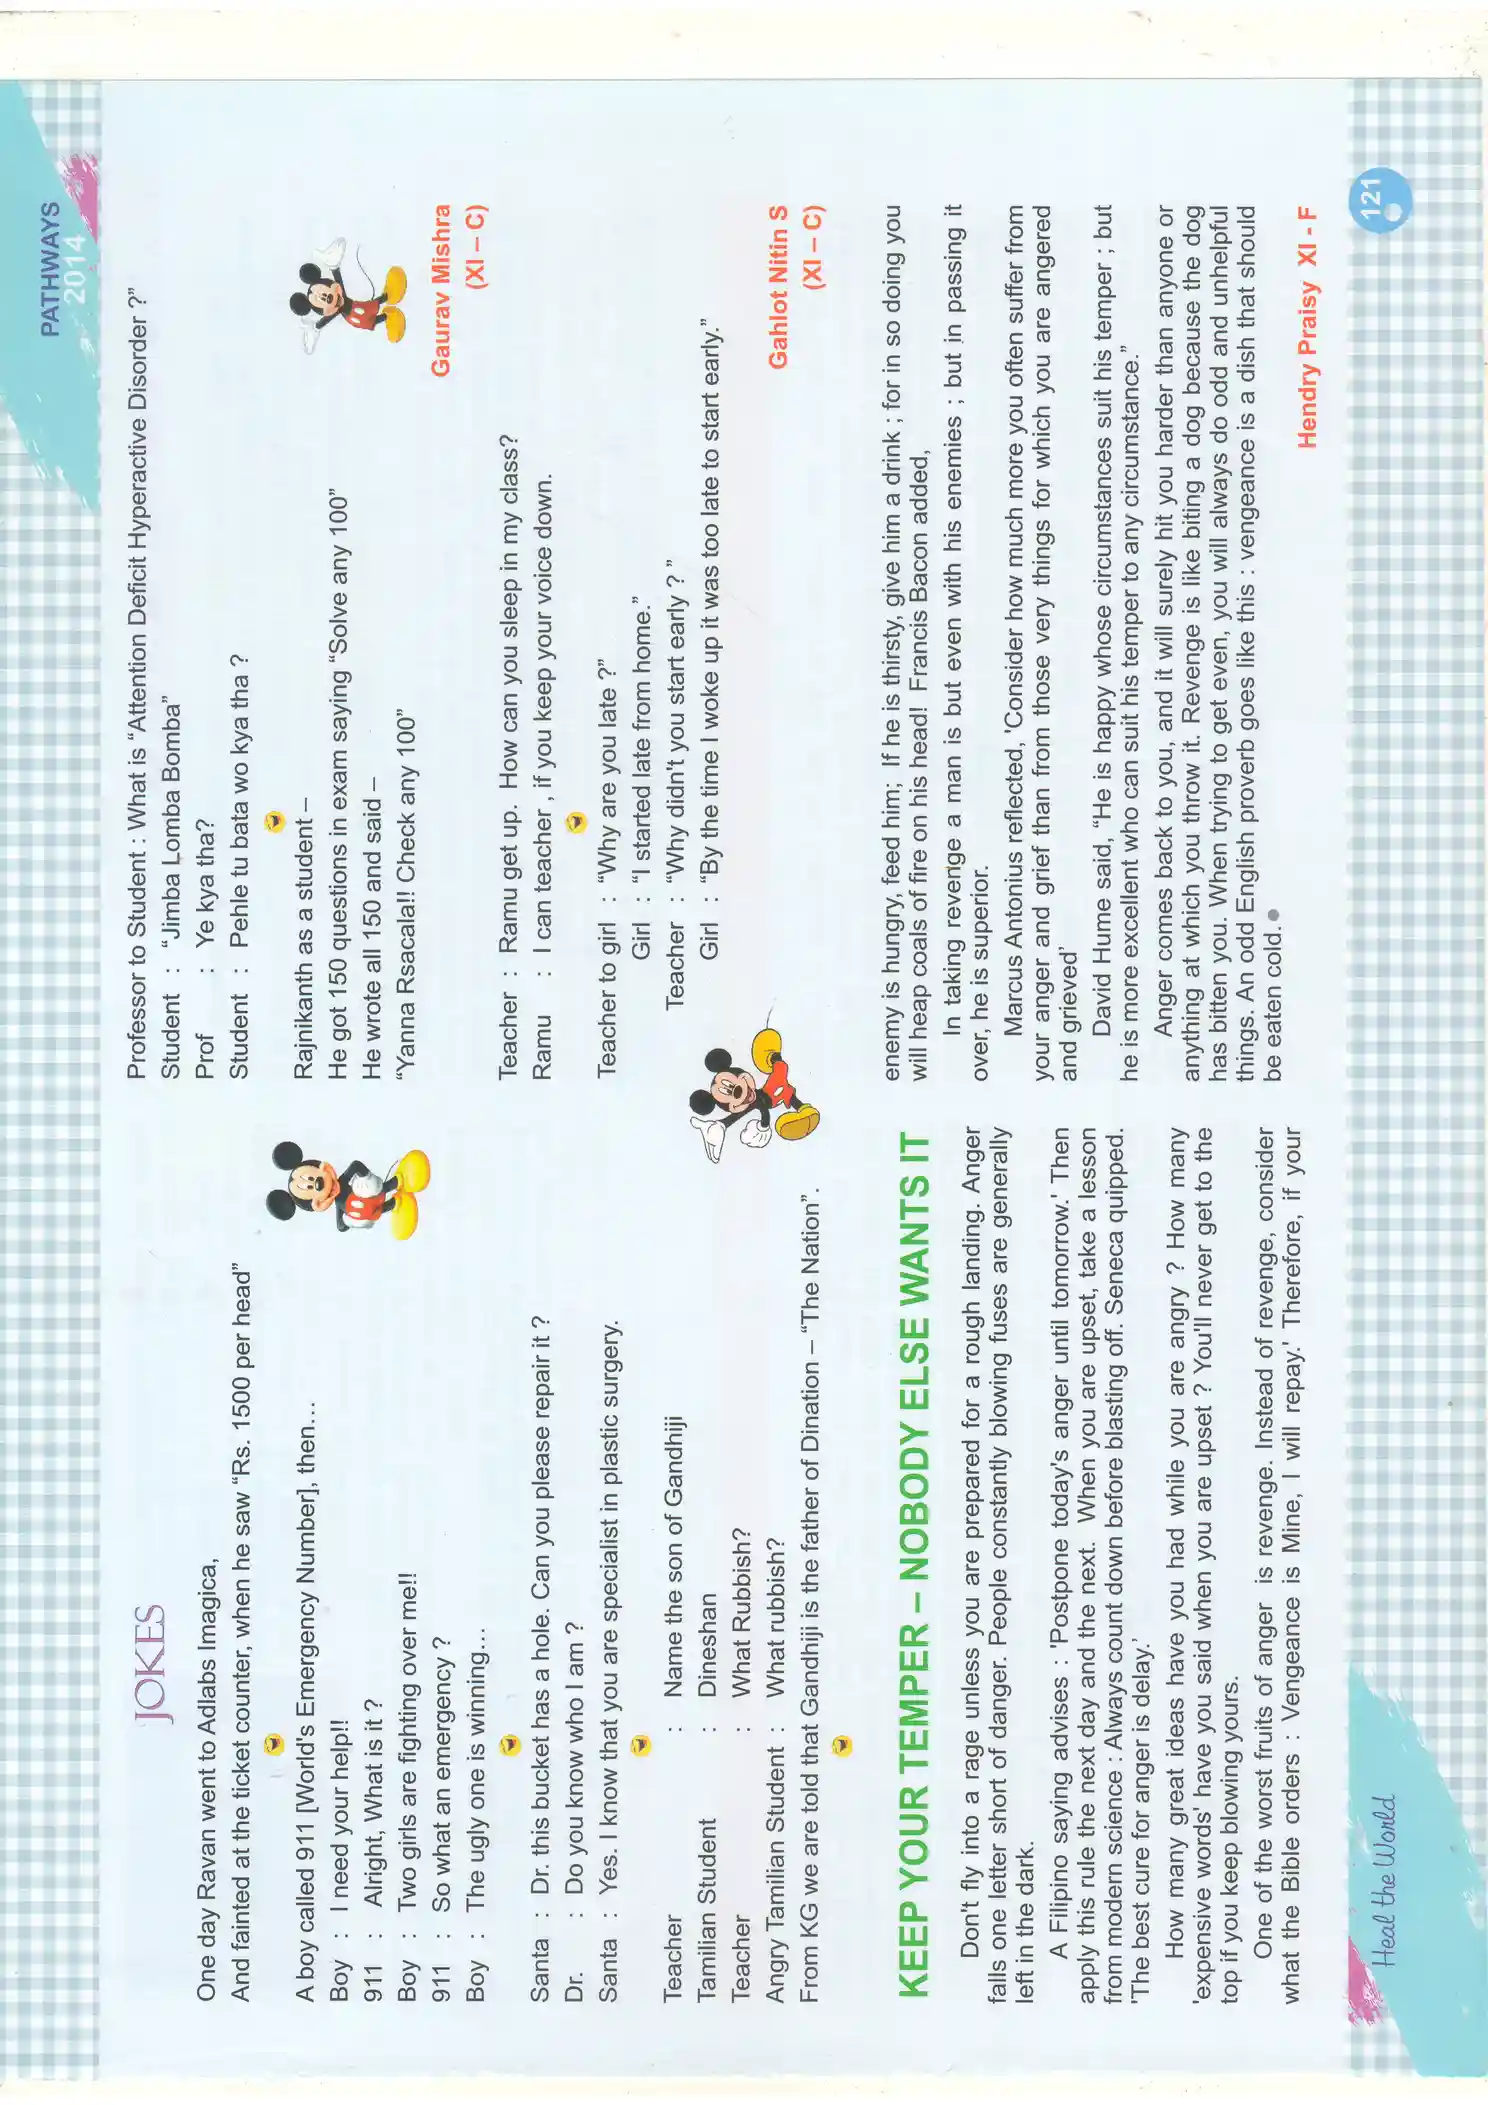 PATHWAYS
2014
JOKES
One day Ravan went to Adlabs Imagica,
And fainted at the ticket counter, when he saw “Rs. 1500 per head”
A boy called 911 [World's Emergency Number], then…
Boy : I need your help!!
911 : Alright, What is it ?
Boy : Two girls are fighting over me!!
911 : So what an emergency ?
Boy : The ugly one is winning…
Santa : Dr. this bucket has a hole. Can you please repair it ?
Dr. : Do you know who I am ?
Santa : Yes. I know that you are specialist in plastic surgery.
Teacher : Name the son of Gandhiji
Tamilian Student : Dineshan
Teacher : What Rubbish?
Angry Tamilian Student : What rubbish?
From KG we are told that Gandhiji is the father of Dination – “The Nation”.
Professor to Student : What is “Attention Deficit Hyperactive Disorder ?”
Student : “Jimba Lomba Bomba”
Prof : Ye kya tha?
Student : Pehle tu bata wo kya tha ?
Rajnikanth as a student –
He got 150 questions in exam saying “Solve any 100”
He wrote all 150 and said –
“Yanna Rsacala!! Check any 100”
Gaurav Mishra
(XI – C)
Teacher : Ramu get up. How can you sleep in my class?
Ramu : I can teacher , if you keep your voice down.
Teacher to girl : “Why are you late ?”
Girl : “I started late from home.”
Teacher : “Why didn't you start early ? ”
Girl : “By the time I woke up it was too late to start early.”
Gahlot Nitin S
(XI – C)
KEEP YOUR TEMPER – NOBODY ELSE WANTS IT
Don't fly into a rage unless you are prepared for a rough landing. Anger
falls one letter short of danger. People constantly blowing fuses are generally
left in the dark.
A Filipino saying advises : 'Postpone today's anger until tomorrow.' Then
apply this rule the next day and the next. When you are upset, take a lesson
from modern science : Always count down before blasting off. Seneca quipped.
'The best cure for anger is delay.'
How many great ideas have you had while you are angry ? How many
'expensive words' have you said when you are upset ? You'll never get to the
top if you keep blowing yours.
One of the worst fruits of anger is revenge. Instead of revenge, consider
what the Bible orders : Vengeance is Mine, I will repay.' Therefore, if your
enemy is hungry, feed him; If he is thirsty, give him a drink ; for in so doing you
will heap coals of fire on his head! Francis Bacon added,
In taking revenge a man is but even with his enemies ; but in passing it
over, he is superior.
Marcus Antonius reflected, 'Consider how much more you often suffer from
your anger and grief than from those very things for which you are angered
and grieved'
David Hume said, “He is happy whose circumstances suit his temper ; but
he is more excellent who can suit his temper to any circumstance.”
Anger comes back to you, and it will surely hit you harder than anyone or
anything at which you throw it. Revenge is like biting a dog because the dog
has bitten you. When trying to get even, you will always do odd and unhelpful
things. An odd English proverb goes like this : vengeance is a dish that should
be eaten cold.
Hendry Praisy XI - F
Heal the World
121